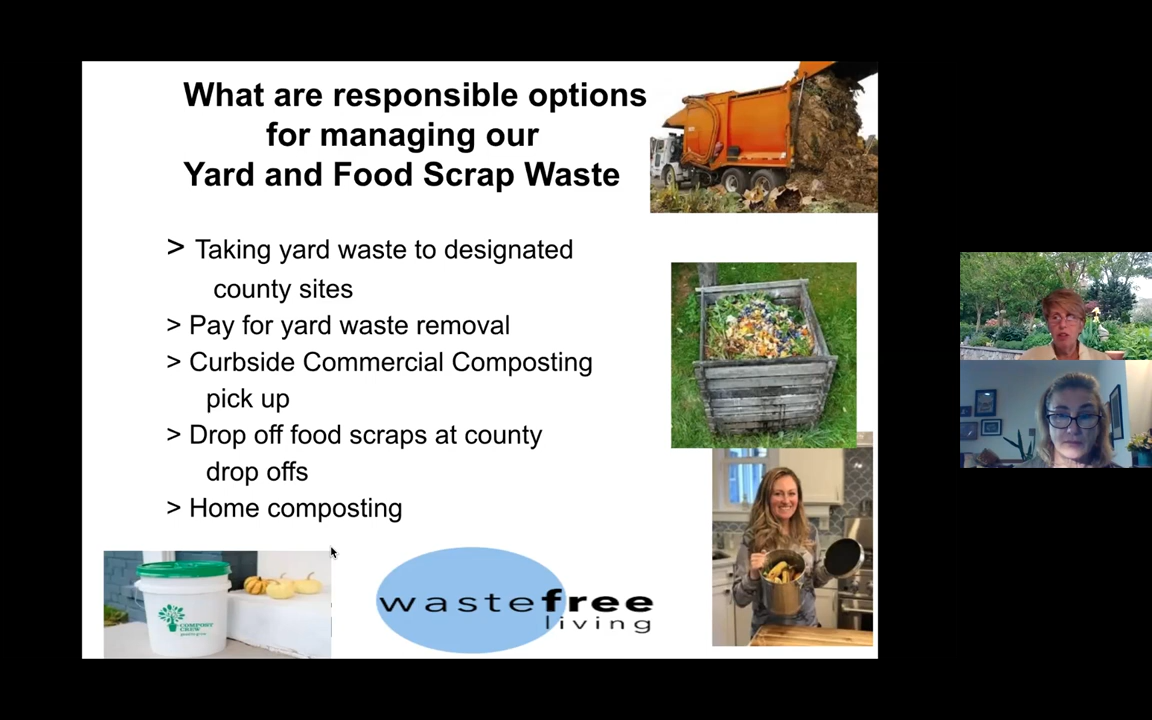 What are responsible options
for managing our
Yard and Food Scrap Waste
> Taking yard waste to designated
county sites
> Pay for yard waste removal
> Curbside Commercial Composting
pick up
> Drop off food scraps at county
drop offs
> Home composting
COMPOST
CREW
wastefree
living